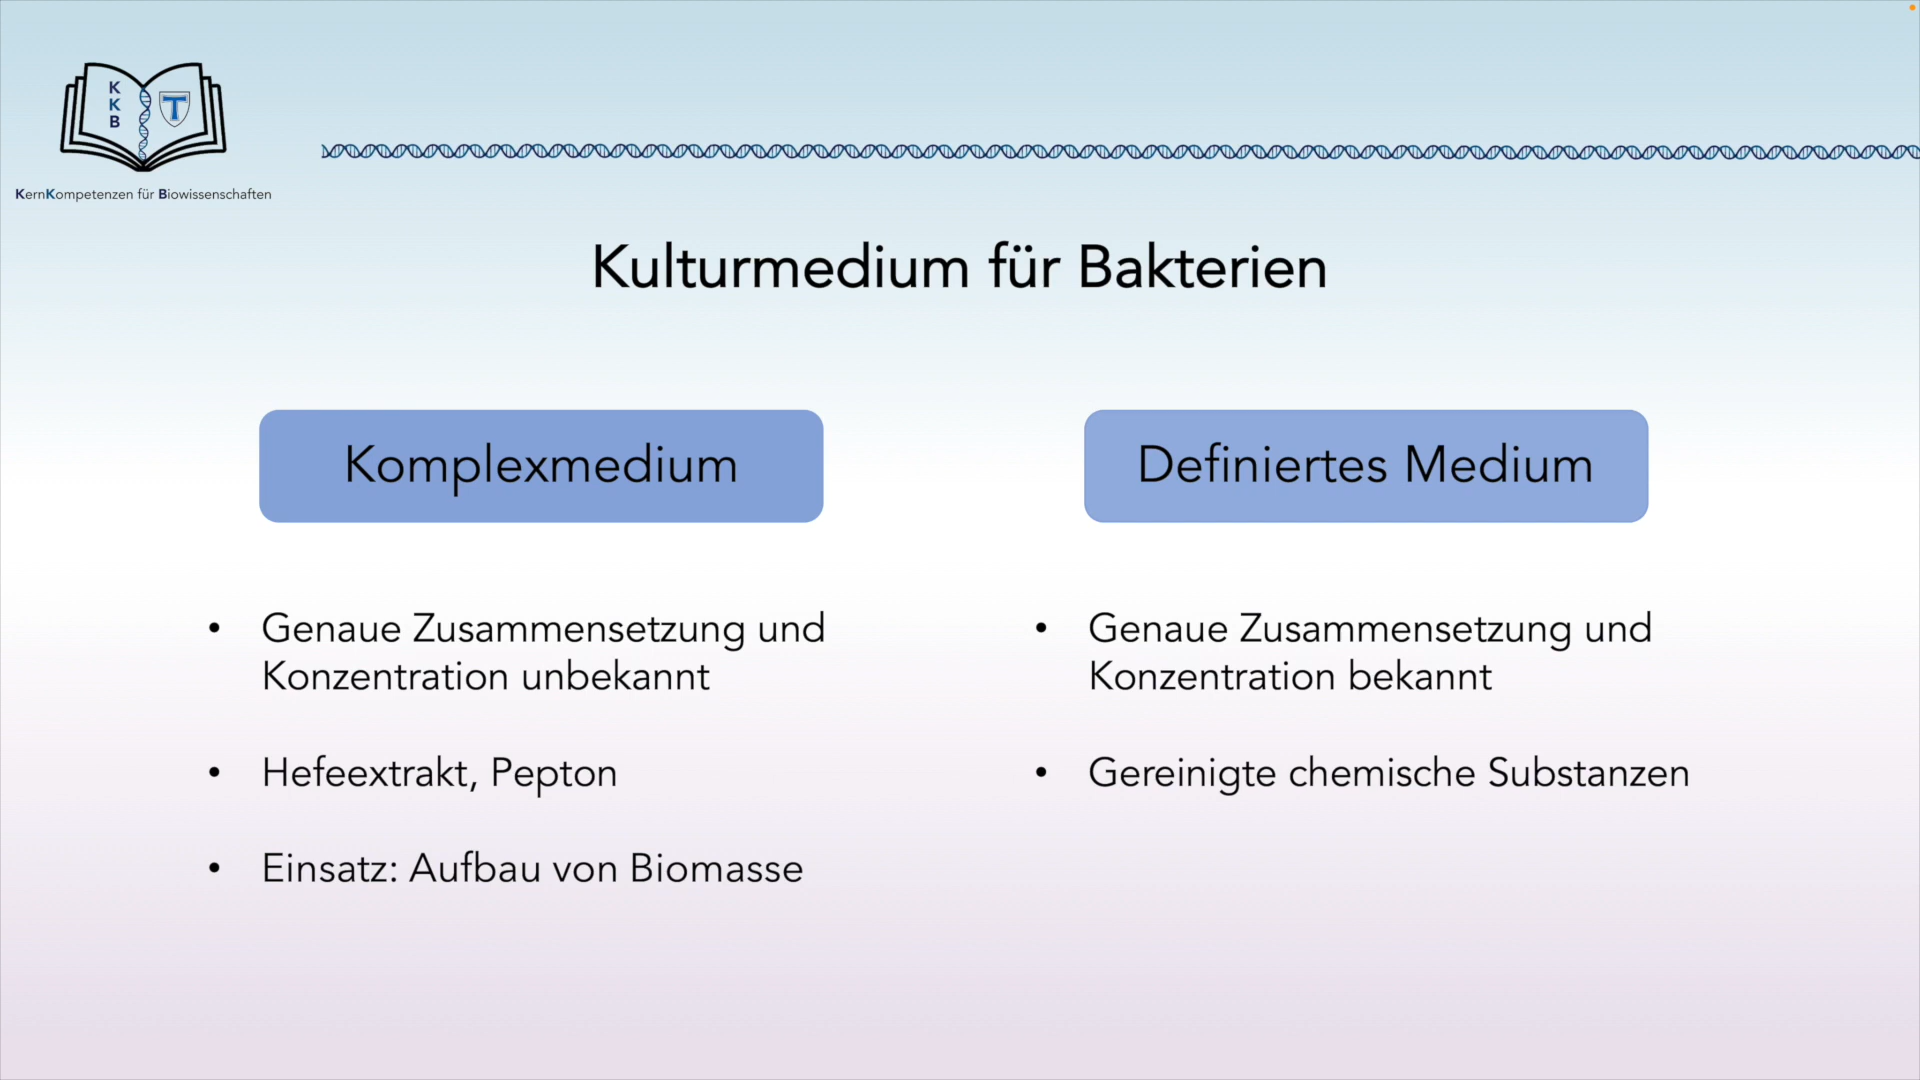 K
K
B
T
KernKompetenzen für Biowissenschaften
Kulturmedium für Bakterien
Komplexmedium
• Genaue Zusammensetzung und
Konzentration unbekannt
• Hefeextrakt, Pepton
• Einsatz: Aufbau von Biomasse
Definiertes Medium
• Genaue Zusammensetzung und
Konzentration bekannt
• Gereinigte chemische Substanzen